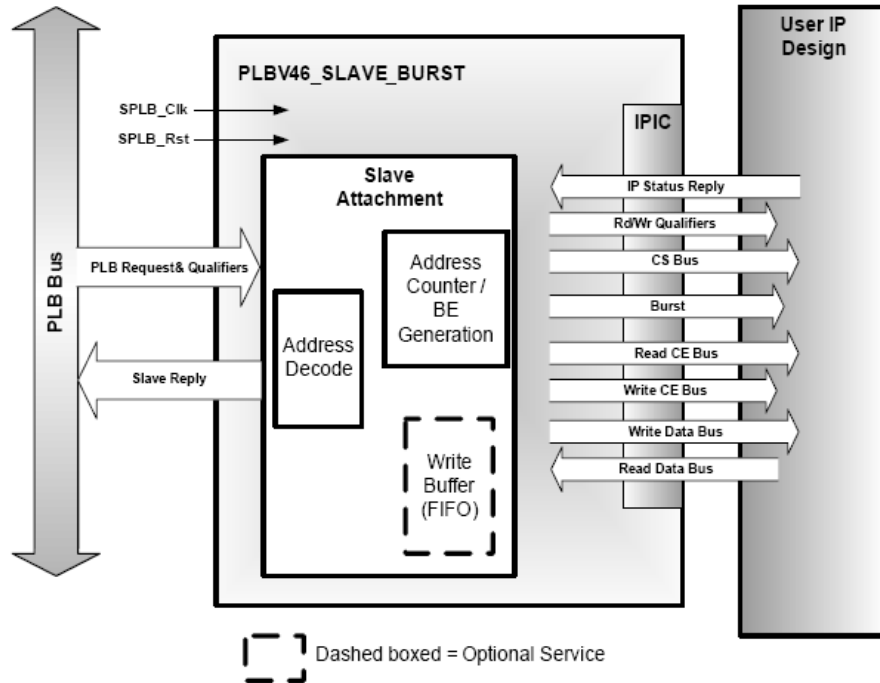 User IP
Design
PLBV46_SLAVE_BURST
SPLB_Clk
SPLB_Rst
IPIC
Slave
Attachment
IP Status Reply
Rd/Wr Qualifiers
PLB Bus
PLB Request& Qualifiers
Address
Counter /
BE
Generation
CS Bus
Burst
Address
Decode
Read CE Bus
Slave Reply
Write CE Bus
Write Data Bus
Write
Buffer
(FIFO)
Read Data Bus
Dashed boxed = Optional Service